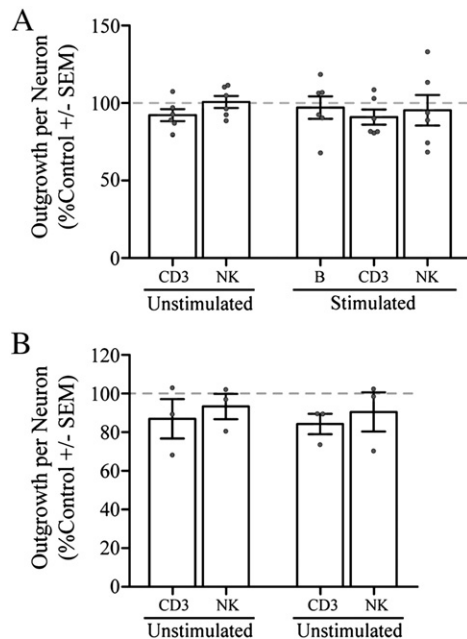 A
Outgrowth per Neuron
(%Control +/- SEM)
150
100
50
0
CD3 NK B CD3 NK
Unstimulated Stimulated
B
Outgrowth per Neuron
(%Control +/- SEM)
120
100
80
60
40
20
0
CD3 NK CD3 NK
Unstimulated Unstimulated